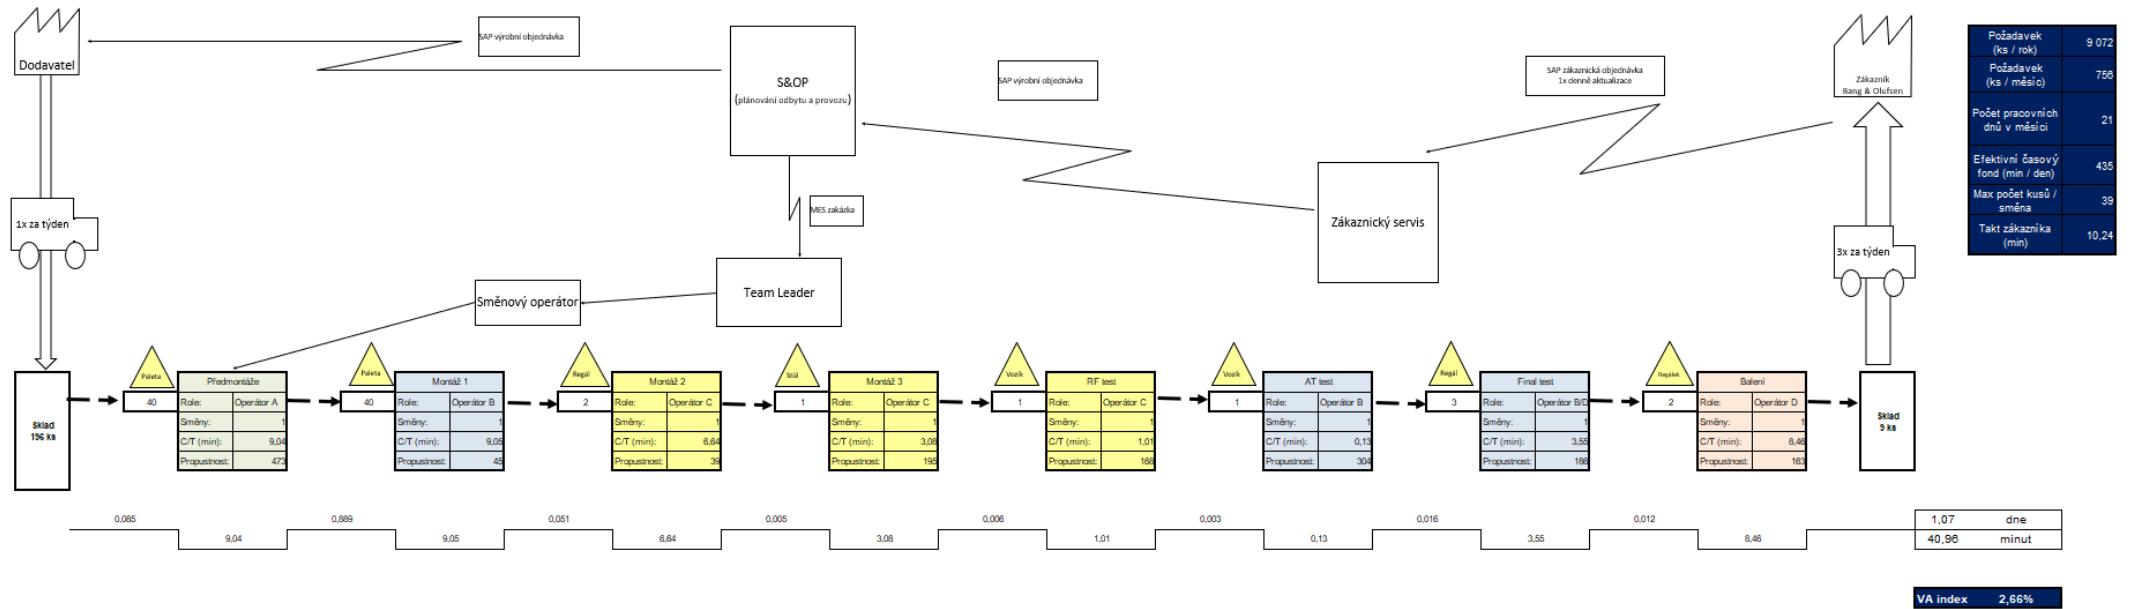 Dodavatel
SAP výrobní objednávka
S&OP
(plánování odbytu a provozu)
SAP výrobní objednávka
SAP zákaznická objednávka
1x denně aktualizace
Zákazník
Bang & Olufsen
Požadavek
(ks / rok)
9 072
Požadavek
(ks / měsíc)
756
Počet pracovních
dnů v měsíci
21
Efektivní časový
fond (min / den)
435
Max počet kusů /
směna
39
Takt zákazníka
(min)
10,24
1x za týden
MES zakázka
Zákaznický servis
3x za týden
Team Leader
Směnový operátor
Sklad
196 ks
Paleta
40
Předmontáže
Role: Operátor A
Směny: 1
C/T (min): 9,04
Propustnost: 473
Paleta
40
Montáž 1
Role: Operátor B
Směny: 1
C/T (min): 9,05
Propustnost: 45
Regál
2
Montáž 2
Role: Operátor C
Směny: 1
C/T (min): 6,64
Propustnost: 39
Stůl
1
Montáž 3
Role: Operátor C
Směny: 1
C/T (min): 3,08
Propustnost: 195
Vozík
1
RF test
Role: Operátor C
Směny: 1
C/T (min): 1,01
Propustnost: 168
Vozík
1
AT test
Role: Operátor B
Směny: 1
C/T (min): 0,13
Propustnost: 304
Regál
3
Final test
Role: Operátor B/D
Směny: 1
C/T (min): 3,55
Propustnost: 186
Regálek
2
Balení
Role: Operátor D
Směny: 1
C/T (min): 8,46
Propustnost: 163
Sklad
9 ks
0,085 0,889 0,051 0,005 0,006 0,003 0,016 0,012 1,07 dne
9,04 9,05 6,64 3,08 1,01 0,13 3,55 8,46 40,96 minut
VA index 2,66%